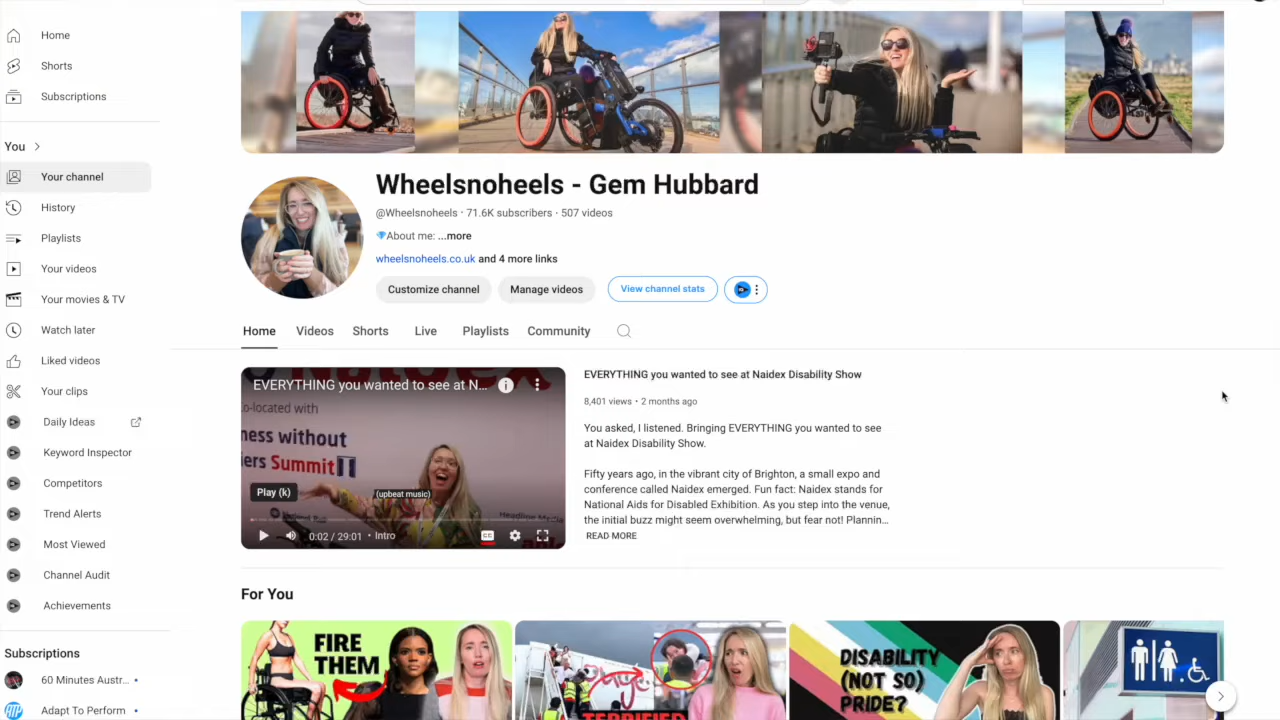 Home
Shorts
Subscriptions
You
Your channel
History
Playlists
Your videos
Your movies & TV
Watch later
Liked videos
Your clips
Daily Ideas
Keyword Inspector
Competitors
Trend Alerts
Most Viewed
Channel Audit
Achievements
Subscriptions
60 Minutes Austr...
Adapt To Perform
Wheelsnoheels - Gem Hubbard
@Wheelsnoheels · 71.6K subscribers · 507 videos
About me: ...more
wheelsnoheels.co.uk and 4 more links
Customize channel
Manage videos
View channel stats
Home
Videos
Shorts
Live
Playlists
Community
EVERYTHING you wanted to see at N...
co-located with
ness without
iers Summit
Play (k)
(upbeat music)
0:02 / 29:01 • Intro
CC
EVERYTHING you wanted to see at Naidex Disability Show
8,401 views • 2 months ago
You asked, I listened. Bringing EVERYTHING you wanted to see
at Naidex Disability Show.
Fifty years ago, in the vibrant city of Brighton, a small expo and
conference called Naidex emerged. Fun fact: Naidex stands for
National Aids for Disabled Exhibition. As you step into the venue,
the initial buzz might seem overwhelming, but fear not! Plannin...
READ MORE
For You
FIRE
THEM
TERRIFIED
DISABILITY
(NOT SO)
PRIDE?